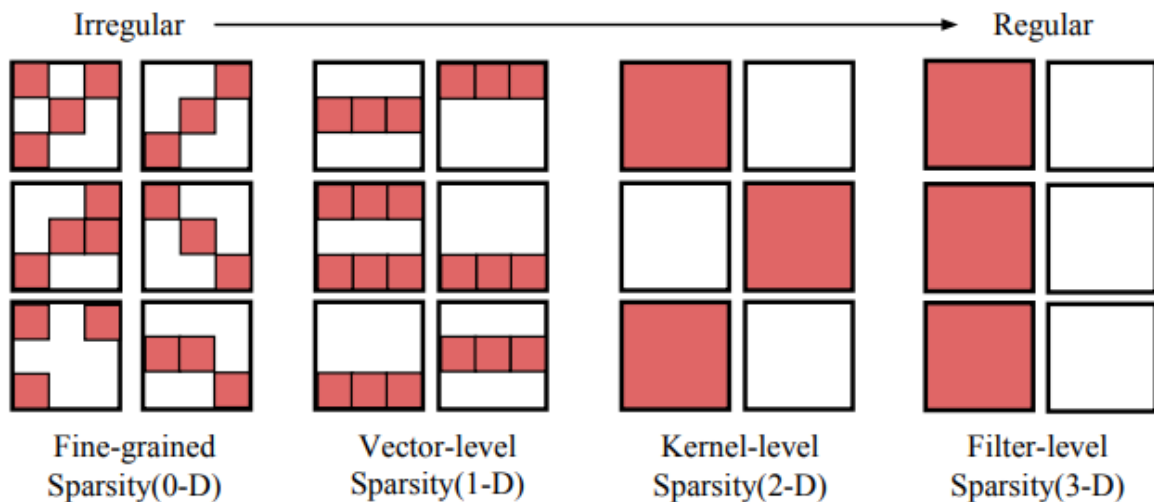 Irregular
Regular
Fine-grained
Sparsity(0-D)
Vector-level
Sparsity(1-D)
Kernel-level
Sparsity(2-D)
Filter-level
Sparsity(3-D)